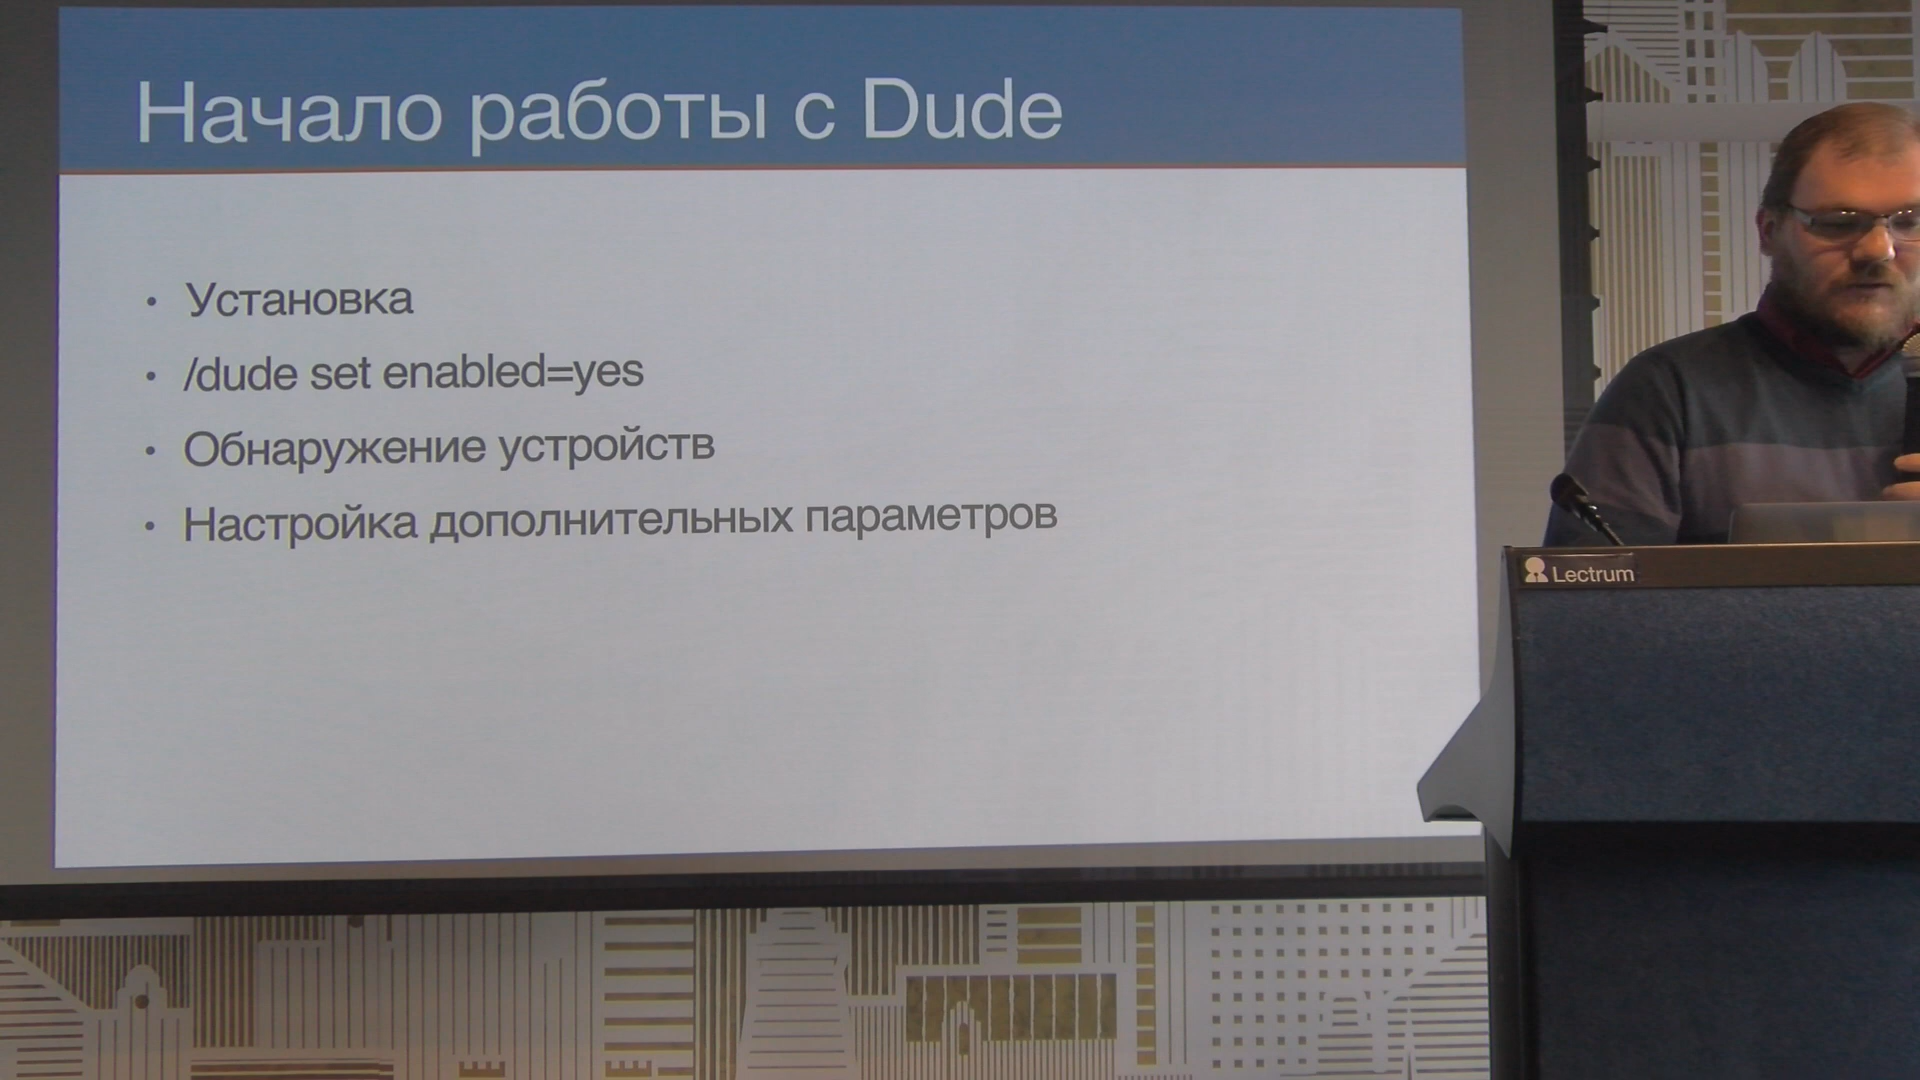 Начало работы с Dude
• Установка
• /dude set enabled=yes
• Обнаружение устройств
• Настройка дополнительных параметров
Lectrum